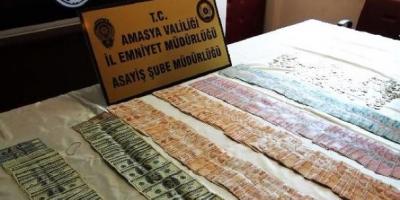 T.C.
AMASYA VALİLİĞİ
İL EMNİYET MÜDÜRLÜĞÜ
ASAYİŞ ŞUBE MÜDÜRLÜĞÜ